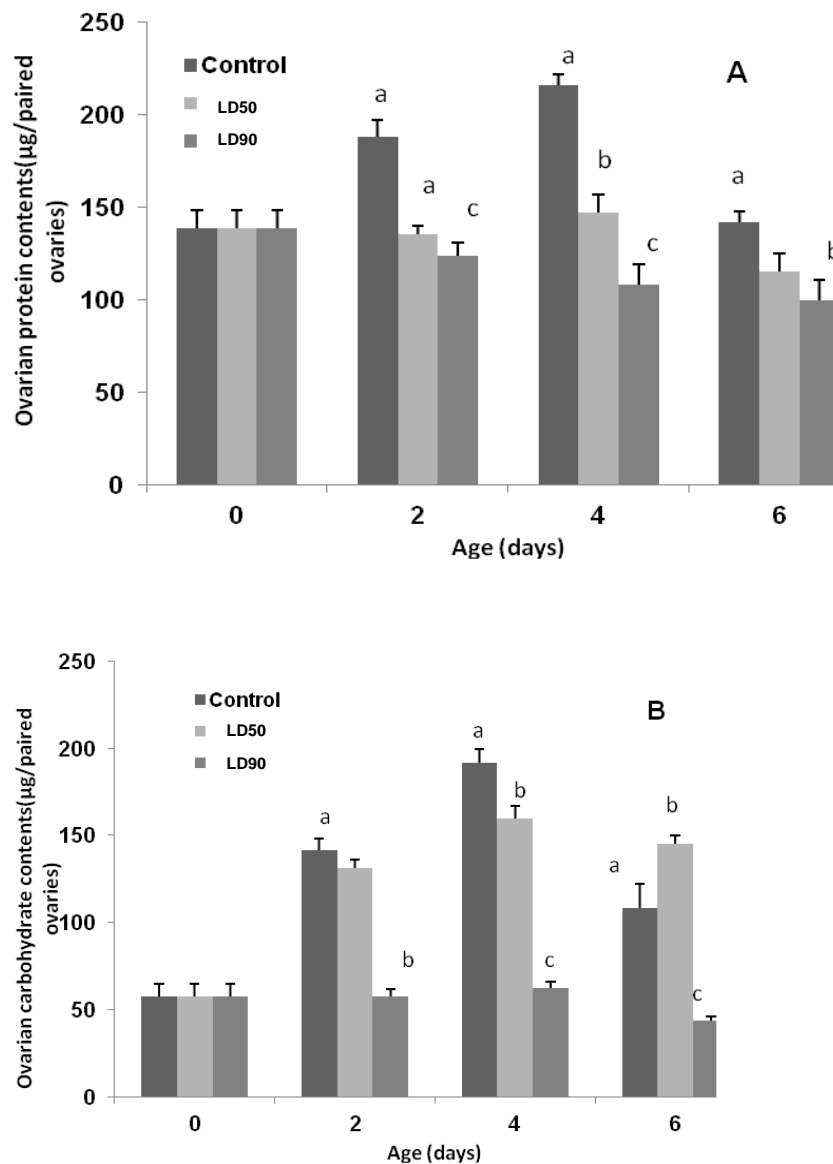 250
200
150
100
50
0
Ovarian protein contents(µg/paired
ovaries)
Control
LD50
LD90
A
a
a
c
a
b
c
a
b
0 2 4 6
Age (days)
250
200
150
100
50
0
Ovarian carbohydrate contents(µg/paired
ovaries)
Control
LD50
LD90
B
a
b
a
b
c
a
b
c
0 2 4 6
Age (days)